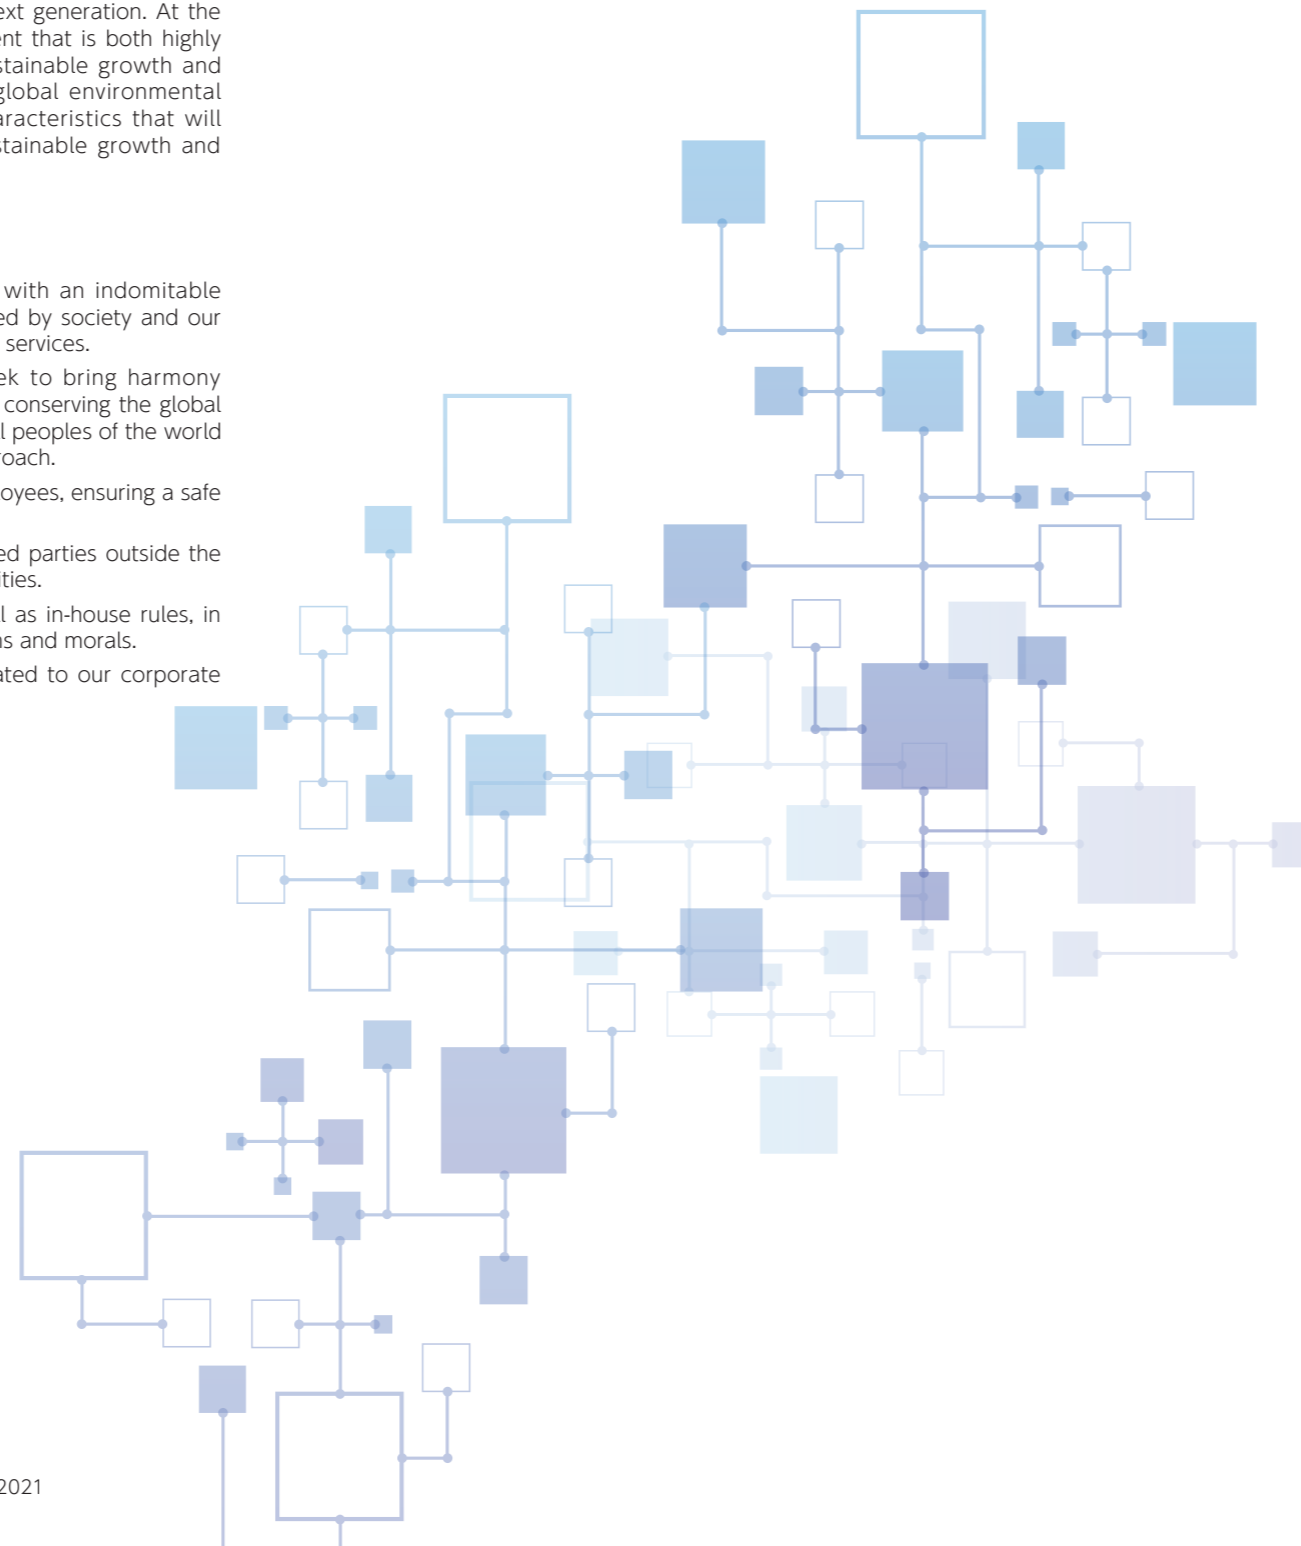 ext generation. At the
ent that is both highly
stainable growth and
global environmental
aracteristics that will
stainable growth and
with an indomitable
ed by society and our
services.
ek to bring harmony
conserving the global
l peoples of the world
roach.
oyees, ensuring a safe
ed parties outside the
ities.
ll as in-house rules, in
ns and morals.
ated to our corporate
2021